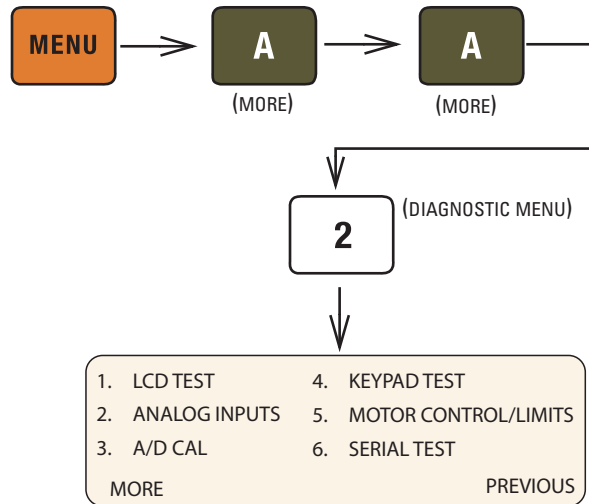 MENU
A
A
(MORE)
(MORE)
2
(DIAGNOSTIC MENU)
1. LCD TEST
2. ANALOG INPUTS
3. A/D CAL
4. KEYPAD TEST
5. MOTOR CONTROL/LIMITS
6. SERIAL TEST
MORE
PREVIOUS